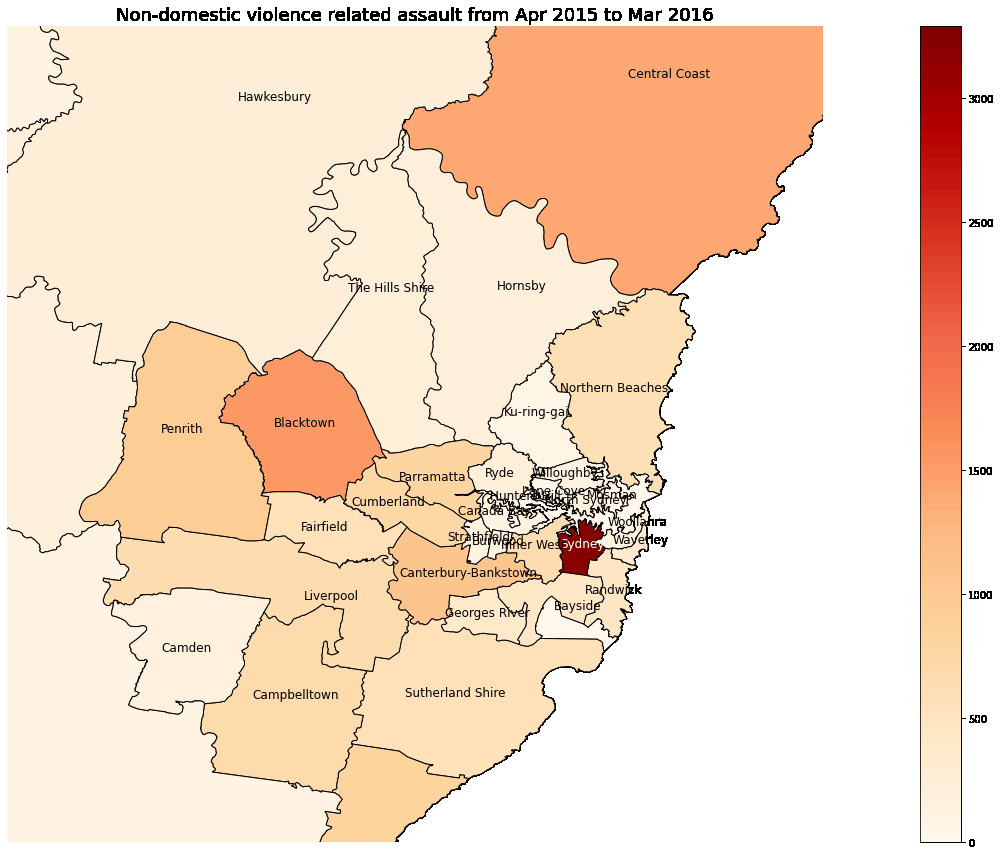 Non-domestic violence related assault from Apr 2015 to Mar 2016
Central Coast
Hawkesbury
3000
2500
The Hills Shire
Hornsby
2000
Northern Beaches
Ku-ring-gai
Blacktown
Penrith
1500
Ryde
Willoughby
Parramatta
Lane Cove
Hunters Hill
Mosman
North Sydney
Cumberland
Canada Bay
Woollahra
Fairfield
Strathfield
Burwood
Inner West
Sydney
Waverley
Canterbury-Bankstown
1000
Liverpool
Randwick
Bayside
Georges River
Camden
Campbelltown
Sutherland Shire
500
0